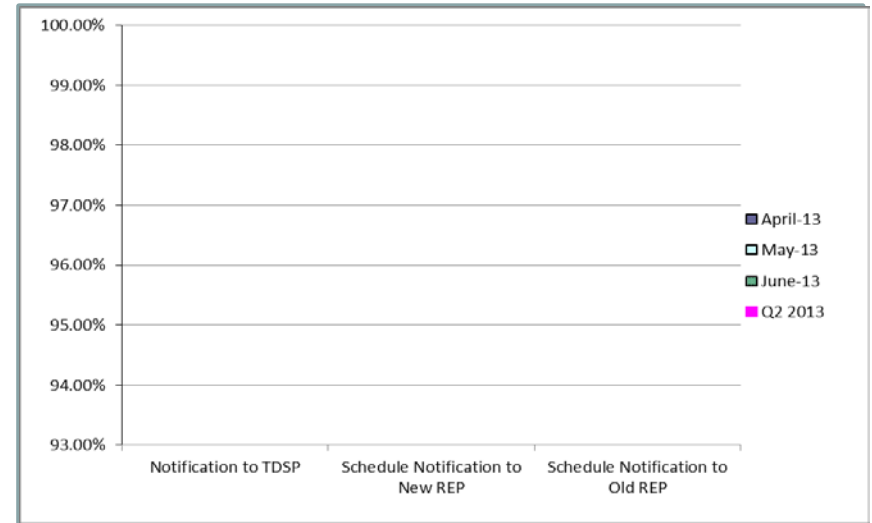 100.00%
99.00%
98.00%
97.00%
96.00%
95.00%
94.00%
93.00%
Notification to TDSP
Schedule Notification to
New REP
Schedule Notification to
Old REP
April-13
May-13
June-13
Q2 2013